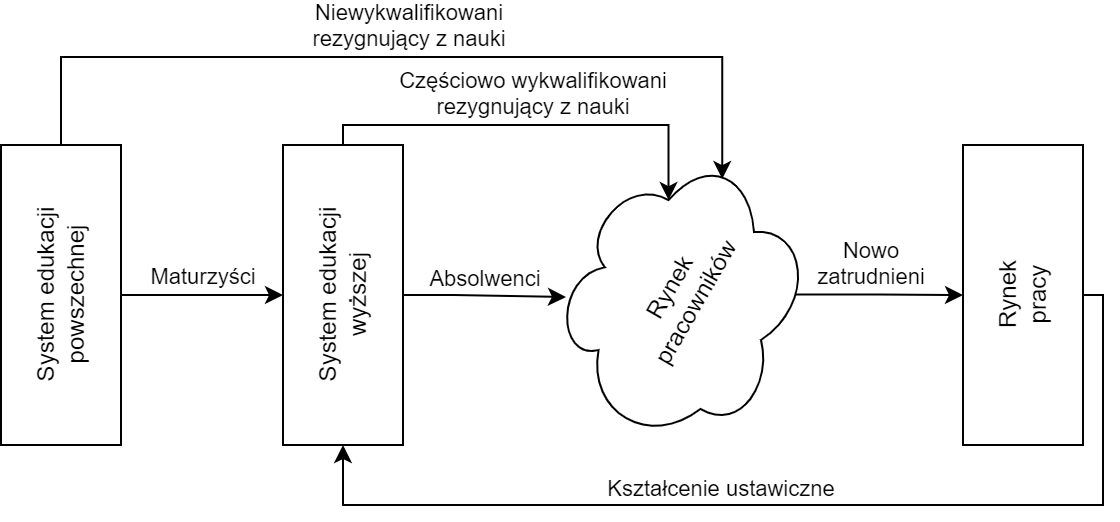 Niewykwalifikowani
rezygnujący z nauki
Częściowo wykwalifikowani
rezygnujący z nauki
System edukacji
powszechnej
Maturzyści
System edukacji
wyższej
Absolwenci
Rynek
pracowników
Nowo
zatrudnieni
Rynek
pracy
Kształcenie ustawiczne